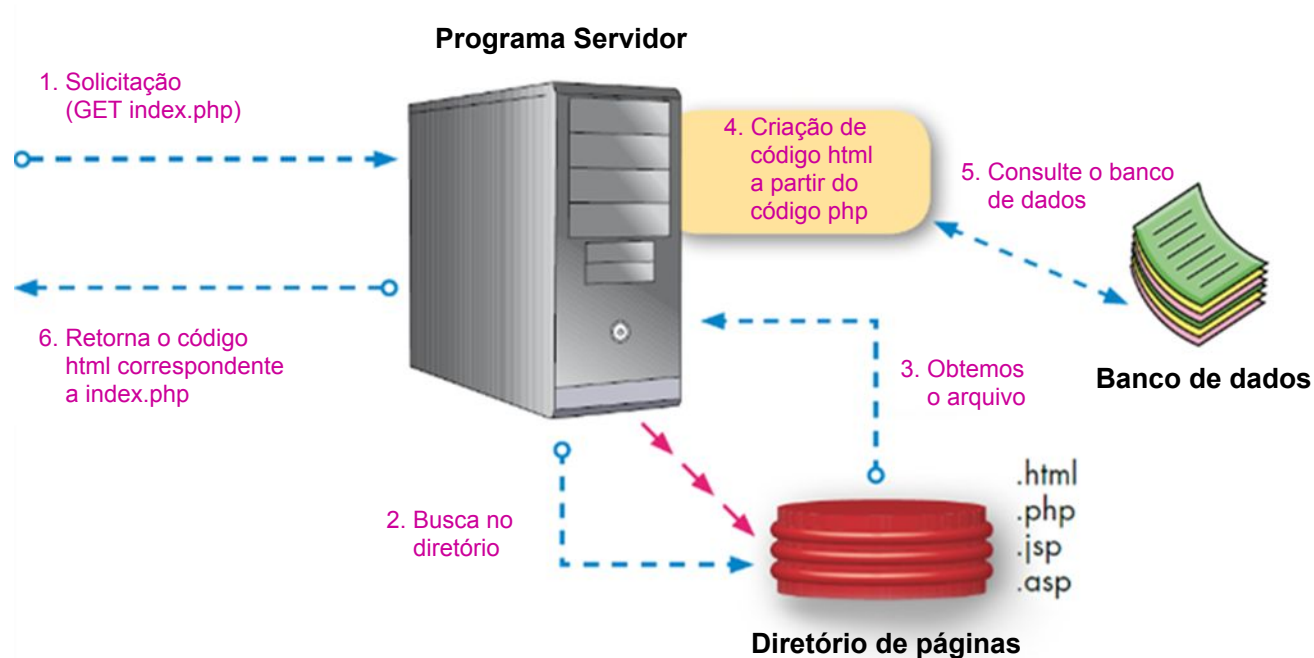 Programa Servidor
1. Solicitação
(GET index.php)
4. Criação de
código html
a partir do
código php
5. Consulte o banco
de dados
6. Retorna o código
html correspondente
a index.php
3. Obtemos
o arquivo
Banco de dados
2. Busca no
diretório
.html
.php
.jsp
.asp
Diretório de páginas